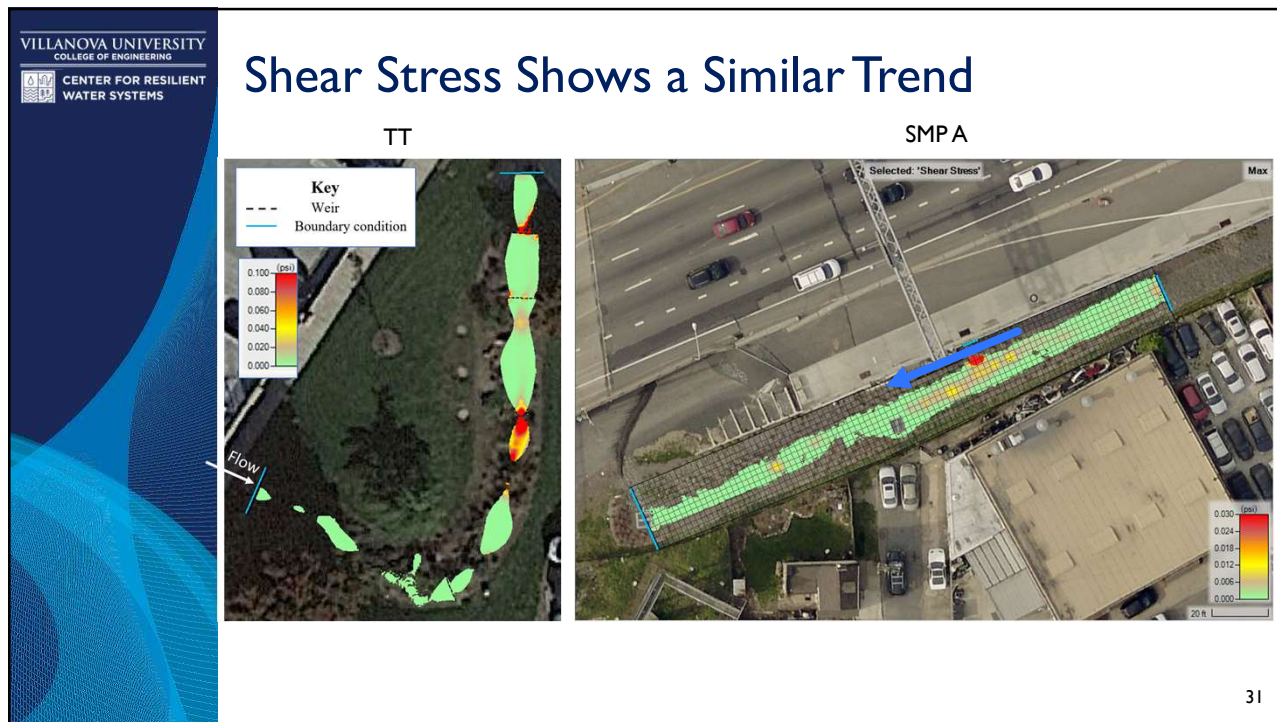 VILLANOVA UNIVERSITY
COLLEGE OF ENGINEERING
CENTER FOR RESILIENT
WATER SYSTEMS
Shear Stress Shows a Similar Trend
TT
Key
Weir
Boundary condition
(psi)
0.100
0.080
0.060
0.040
0.020
0.000
Flow
SMP A
Selected: 'Shear Stress'
Max
(psi)
0.030
0.024
0.018
0.012
0.006
0.000
20 ft
31